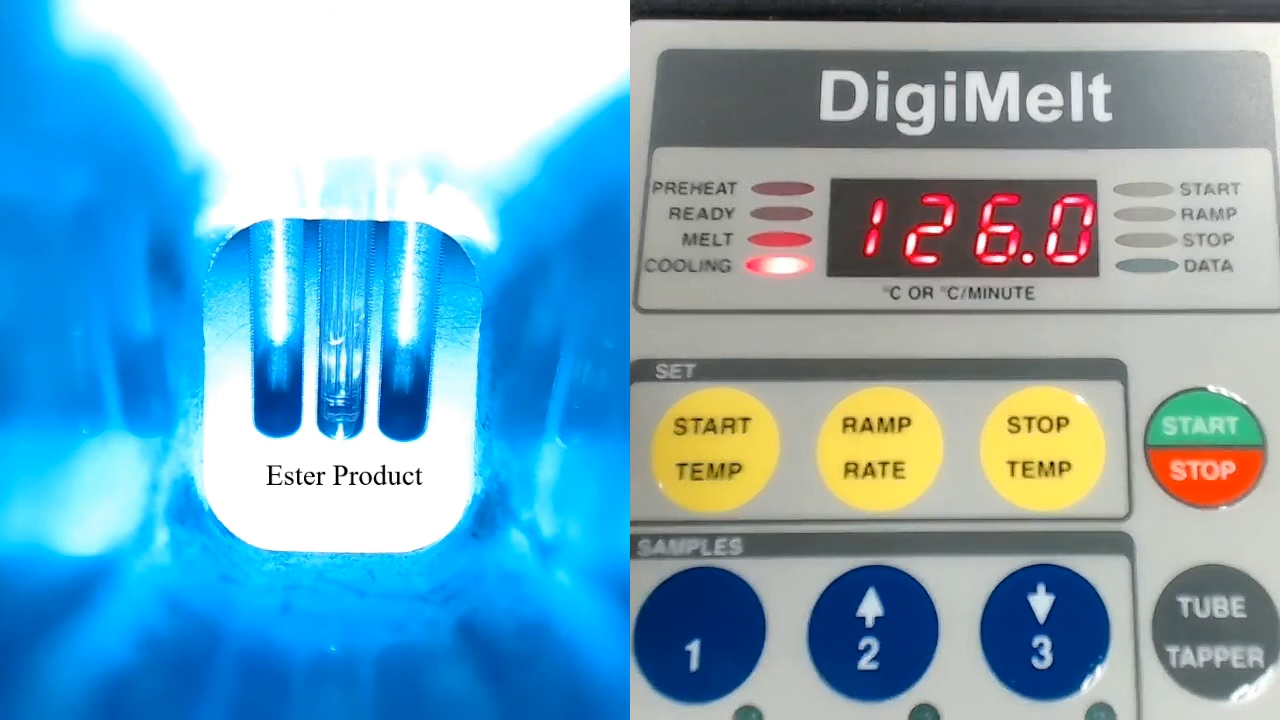 Ester Product
DigiMelt
PREHEAT
READY
MELT
COOLING
126.0
START
RAMP
STOP
DATA
°C OR °C/MINUTE
SET
START
TEMP
RAMP
RATE
STOP
TEMP
START
STOP
SAMPLES
1
2
3
TUBE
TAPPER